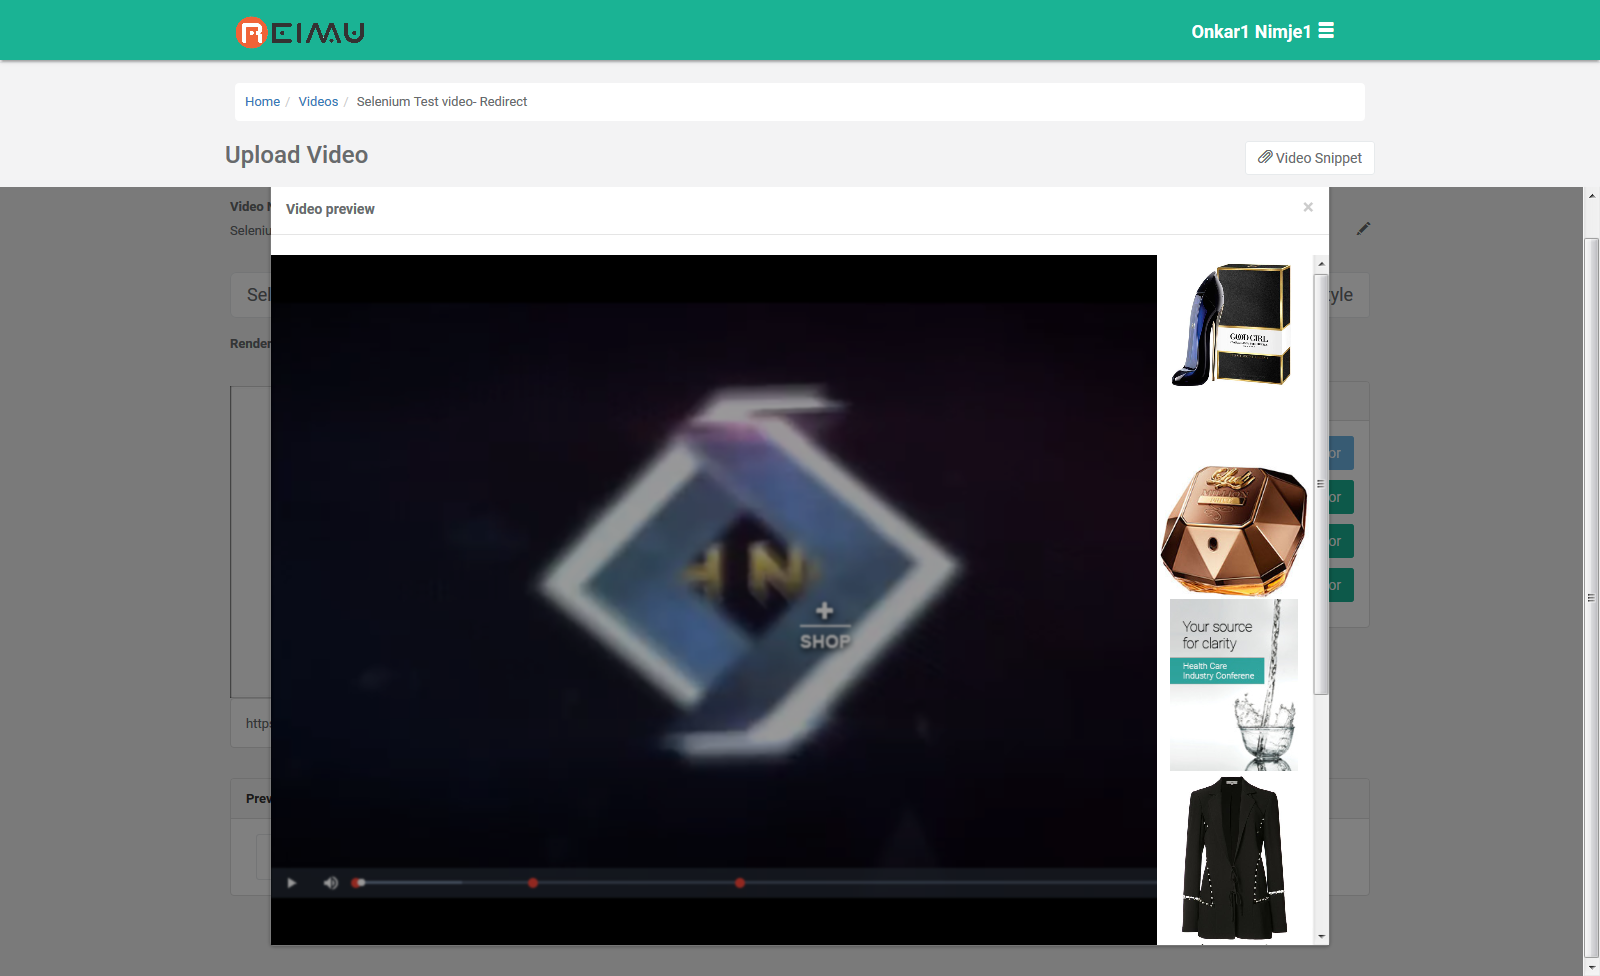 REIMU
Onkar1 Nimje1
Home / Videos / Selenium Test video- Redirect
Upload Video
Video Snippet
Video N
Video preview
×
Seleniu
Sel
yle
Render
or
or
or
or
https
Prev
+
SHOP
GOOD GIRL
Your source
for clarity
Health Care
Industry Conferene